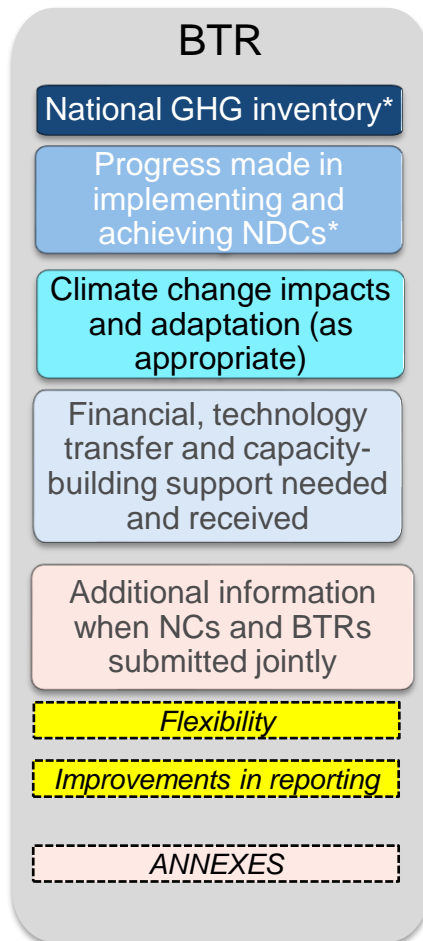 BTR
National GHG inventory*
Progress made in
implementing and
achieving NDCs*
Climate change impacts
and adaptation (as
appropriate)
Financial, technology
transfer and capacity-
building support needed
and received
Additional information
when NCs and BTRs
submitted jointly
Flexibility
Improvements in reporting
ANNEXES